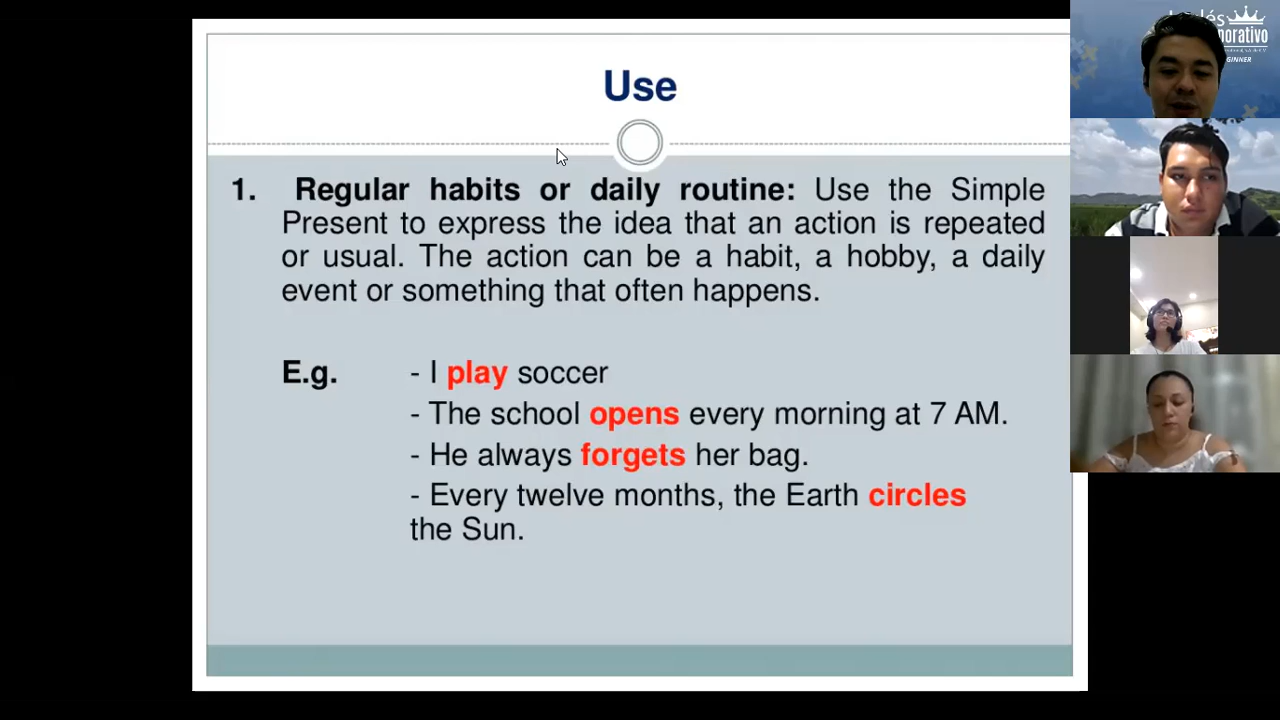 Use
1. Regular habits or daily routine: Use the Simple
Present to express the idea that an action is repeated
or usual. The action can be a habit, a hobby, a daily
event or something that often happens.
E.g. - I play soccer
- The school opens every morning at 7 AM.
- He always forgets her bag.
- Every twelve months, the Earth circles
the Sun.